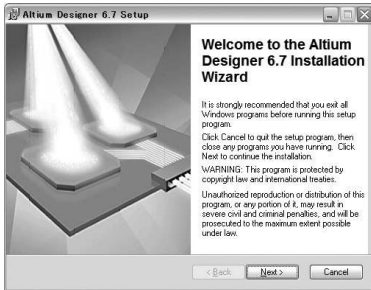 Altium Designer 6.7 Setup
Welcome to the Altium
Designer 6.7 Installation
Wizard
It is strongly recommended that you exit all
Windows programs before running this setup
program.
Click Cancel to quit the setup program, then
close any programs you have running. Click
Next to continue the installation.
WARNING: This program is protected by
copyright law and international treaties.
Unauthorized reproduction or distribution of this
program, or any portion of it, may result in
severe civil and criminal penalties, and will be
prosecuted to the maximum extent possible
under law.
< Back Next > Cancel